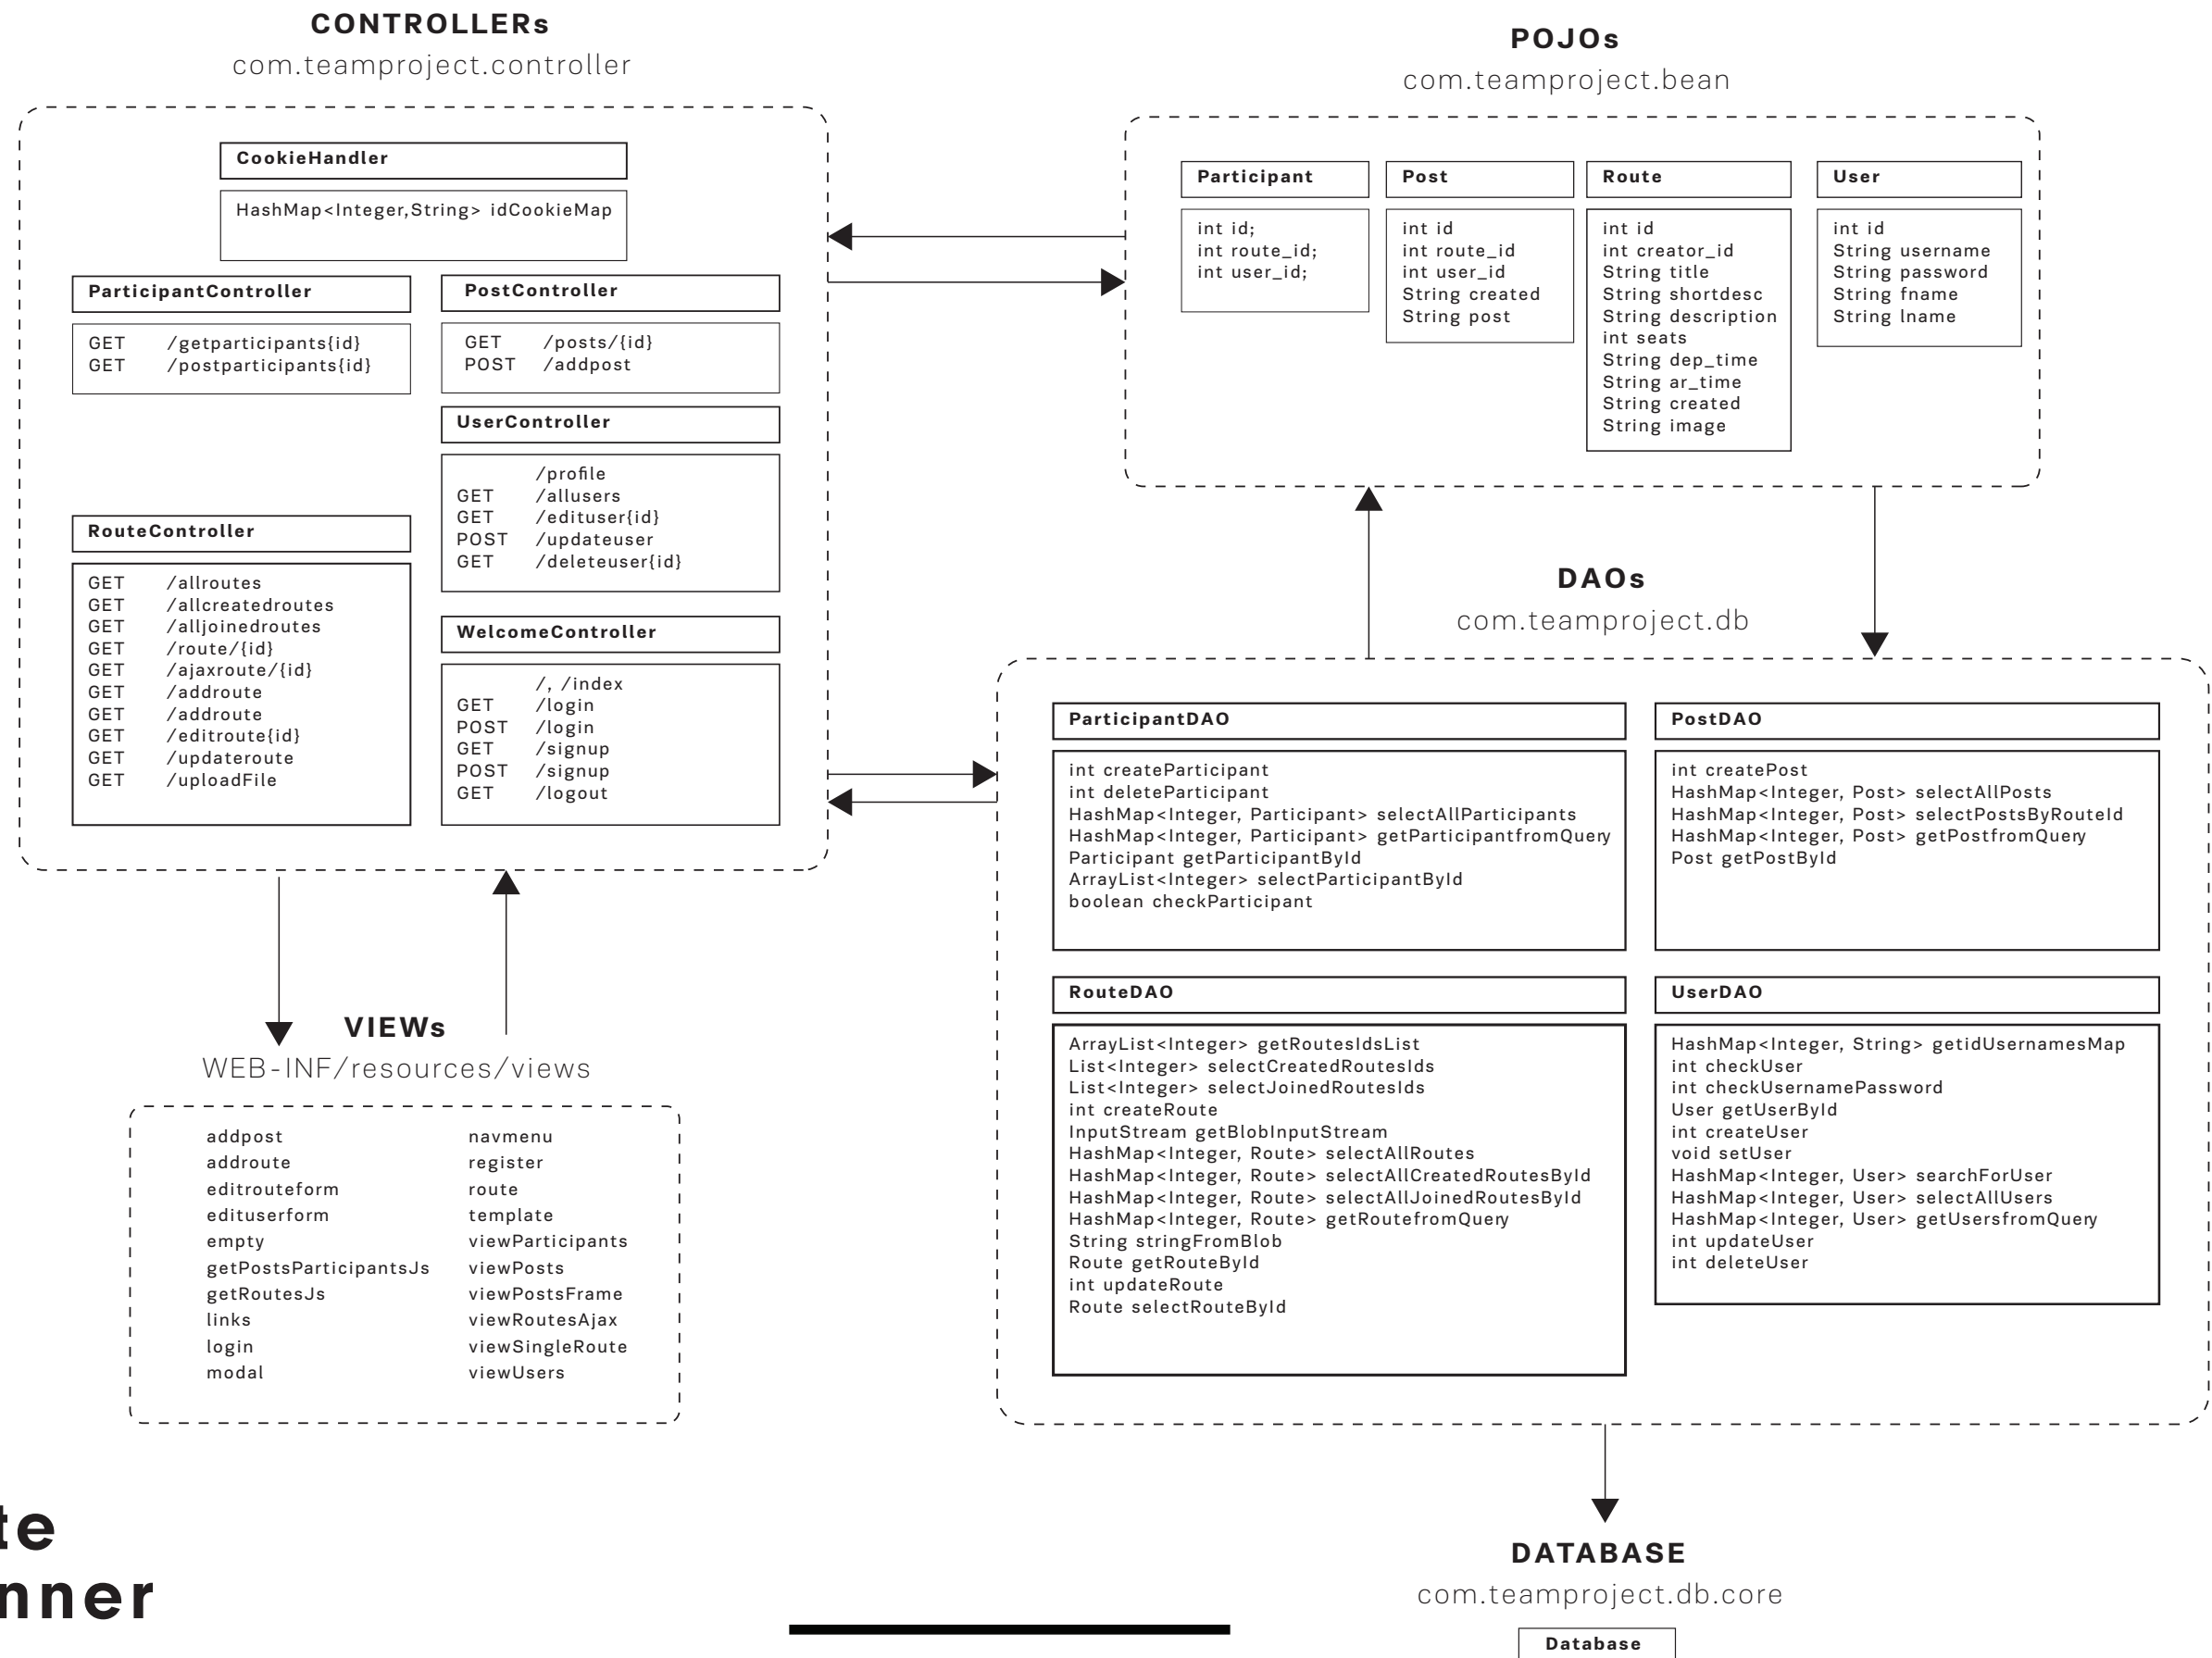 CONTROLLERs
com.teamproject.controller
CookieHandler
HashMap<Integer,String> idCookieMap
ParticipantController
GET /getparticipants{id}
GET /postparticipants{id}
PostController
GET /posts/{id}
POST /addpost
UserController
/profile
GET /allusers
GET /edituser{id}
POST /updateuser
GET /deleteuser{id}
RouteController
GET /allroutes
GET /allcreatedroutes
GET /alljoinedroutes
GET /route/{id}
GET /ajaxroute/{id}
GET /addroute
GET /addroute
GET /editroute{id}
GET /updateroute
GET /uploadFile
WelcomeController
/, /index
GET /login
POST /login
GET /signup
POST /signup
GET /logout
POJOs
com.teamproject.bean
Participant
int id;
int route_id;
int user_id;
Post
int id
int route_id
int user_id
String created
String post
Route
int id
int creator_id
String title
String shortdesc
String description
int seats
String dep_time
String ar_time
String created
String image
User
int id
String username
String password
String fname
String lname
DAOs
com.teamproject.db
ParticipantDAO
int createParticipant
int deleteParticipant
HashMap<Integer, Participant> selectAllParticipants
HashMap<Integer, Participant> getParticipantfromQuery
Participant getParticipantById
ArrayList<Integer> selectParticipantById
boolean checkParticipant
PostDAO
int createPost
HashMap<Integer, Post> selectAllPosts
HashMap<Integer, Post> selectPostsByRouteId
HashMap<Integer, Post> getPostfromQuery
Post getPostById
RouteDAO
ArrayList<Integer> getRoutesIdsList
List<Integer> selectCreatedRoutesIds
List<Integer> selectJoinedRoutesIds
int createRoute
InputStream getBlobInputStream
HashMap<Integer, Route> selectAllRoutes
HashMap<Integer, Route> selectAllCreatedRoutesById
HashMap<Integer, Route> selectAllJoinedRoutesById
HashMap<Integer, Route> getRoutefromQuery
String stringFromBlob
Route getRouteById
int updateRoute
Route selectRouteById
UserDAO
HashMap<Integer, String> getidUsernamesMap
int checkUser
int checkUsernamePassword
User getUserById
int createUser
void setUser
HashMap<Integer, User> searchForUser
HashMap<Integer, User> selectAllUsers
HashMap<Integer, User> getUsersfromQuery
int updateUser
int deleteUser
VIEWs
WEB-INF/resources/views
addpost
addroute
editrouteform
edituserform
empty
getPostsParticipantsJs
getRoutesJs
links
login
modal
navmenu
register
route
template
viewParticipants
viewPosts
viewPostsFrame
viewRoutesAjax
viewSingleRoute
viewUsers
te
nner
DATABASE
com.teamproject.db.core
Database